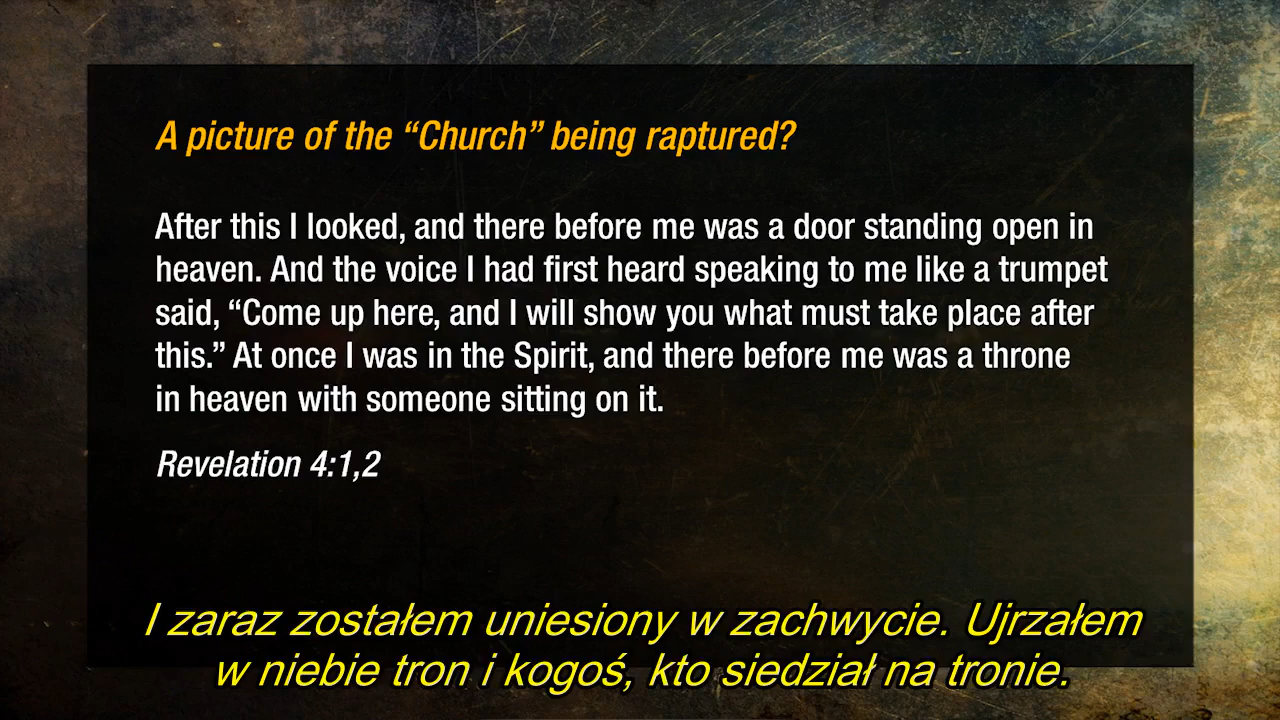 A picture of the “Church” being raptured?
After this I looked, and there before me was a door standing open in
heaven. And the voice I had first heard speaking to me like a trumpet
said, “Come up here, and I will show you what must take place after
this.” At once I was in the Spirit, and there before me was a throne
in heaven with someone sitting on it.
Revelation 4:1,2
I zaraz zostałem uniesiony w zachwycie. Ujrzałem
w niebie tron i kogoś, kto siedział na tronie.